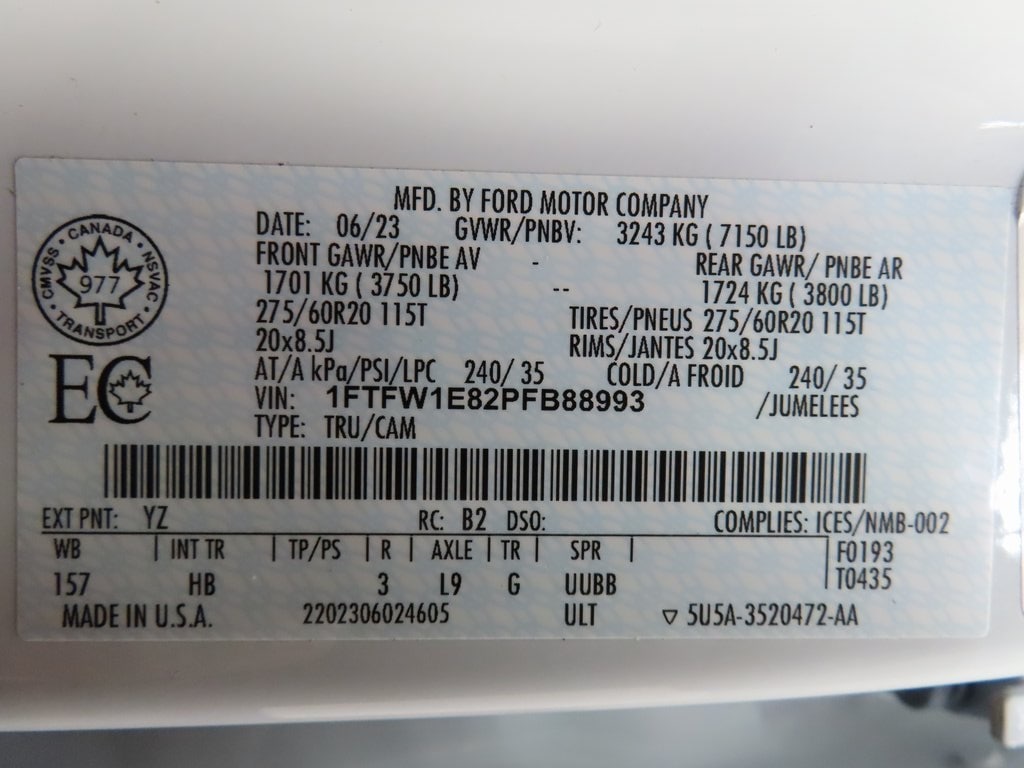 MFD. BY FORD MOTOR COMPANY
DATE: 06/23 GVWR/PNBV: 3243 KG ( 7150 LB)
FRONT GAWR/PNBE AV - REAR GAWR/ PNBE AR
1701 KG ( 3750 LB) -- 1724 KG ( 3800 LB)
275/60R20 115T TIRES/PNEUS 275/60R20 115T
20x8.5J RIMS/JANTES 20x8.5J
AT/A kPa/PSI/LPC 240/ 35 COLD/A FROID 240/ 35
VIN: 1FTFW1E82PFB88993 /JUMELEES
TYPE: TRU/CAM
CANADA
CMVSS NSVAC
977
TRANSPORT
EC
EXT PNT: YZ RC: B2 DSO: COMPLIES: ICES/NMB-002
WB | INT TR | TP/PS | R | AXLE | TR | SPR | | F0193
157 HB 3 L9 G UUBB | T0435
MADE IN U.S.A. 2202306024605 ULT ▽ 5U5A-3520472-AA